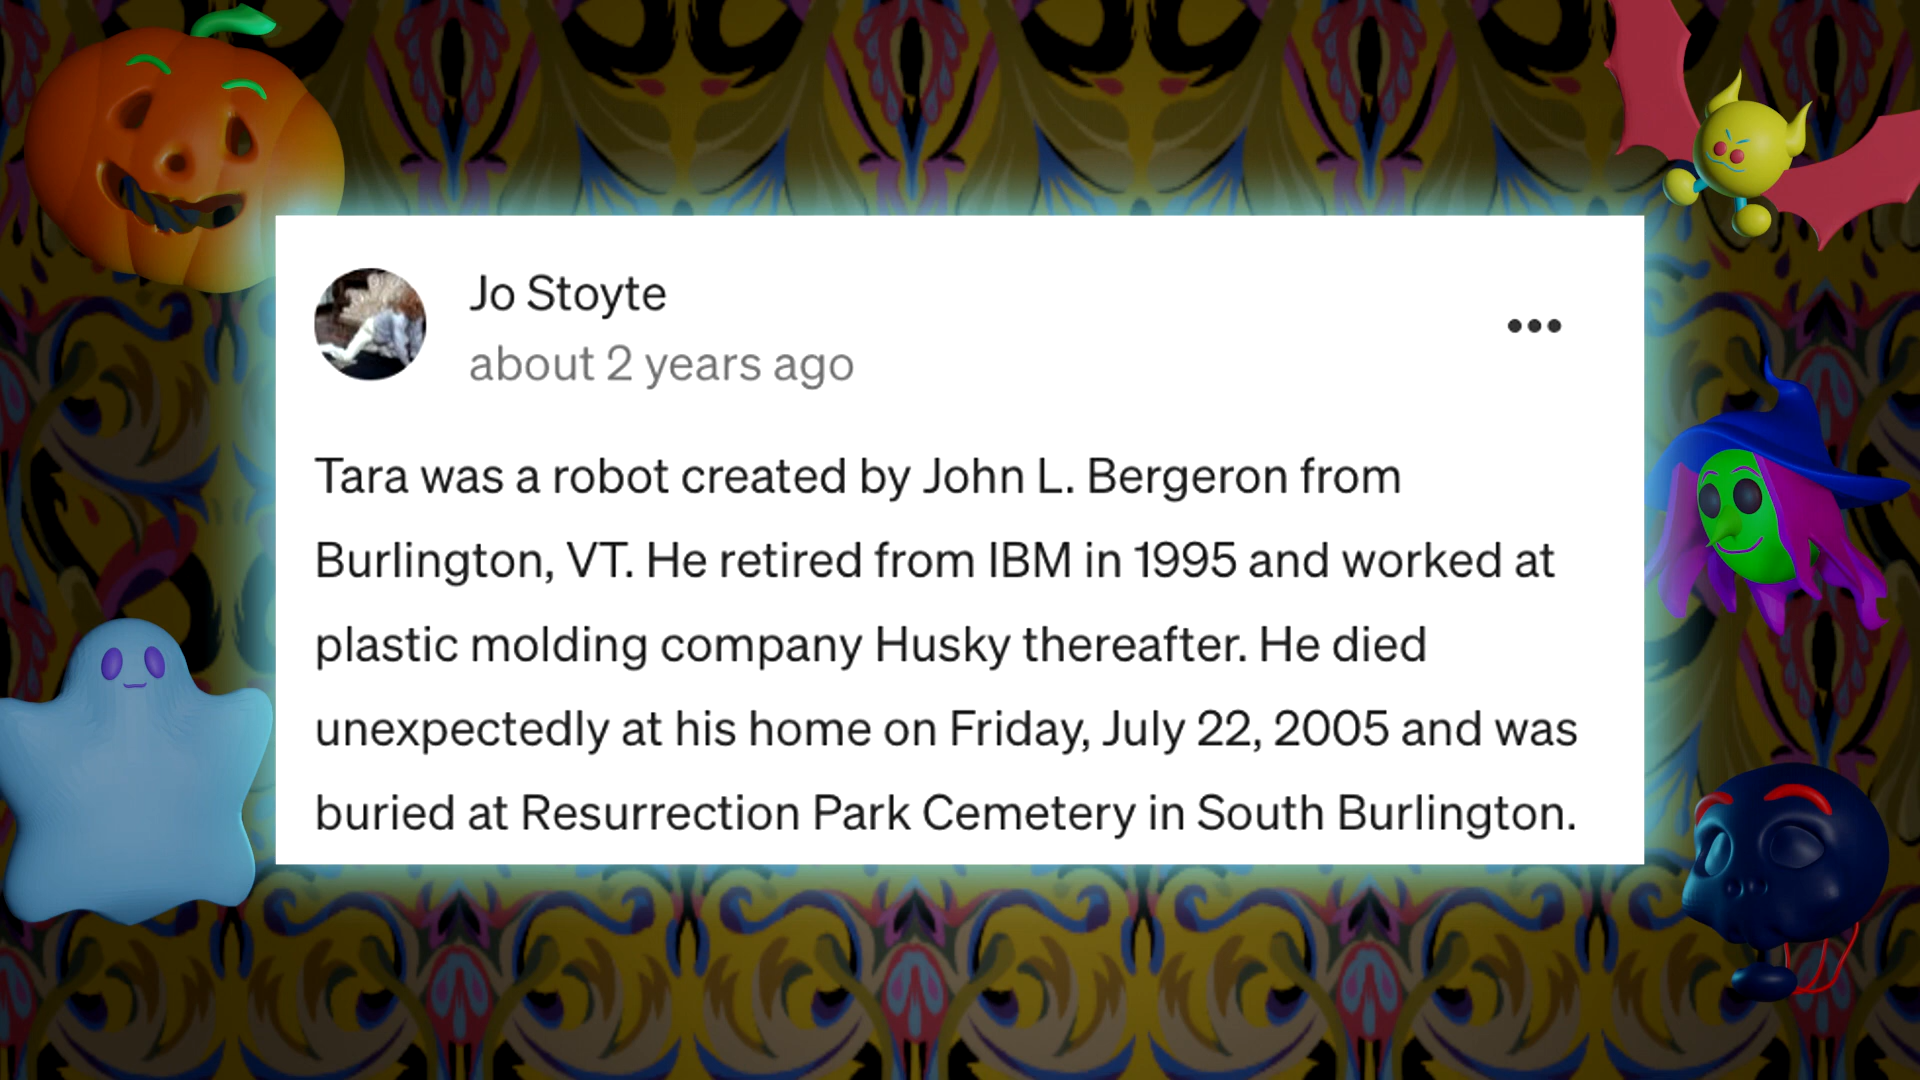 Jo Stoyte
about 2 years ago
Tara was a robot created by John L. Bergeron from
Burlington, VT. He retired from IBM in 1995 and worked at
plastic molding company Husky thereafter. He died
unexpectedly at his home on Friday, July 22, 2005 and was
buried at Resurrection Park Cemetery in South Burlington.